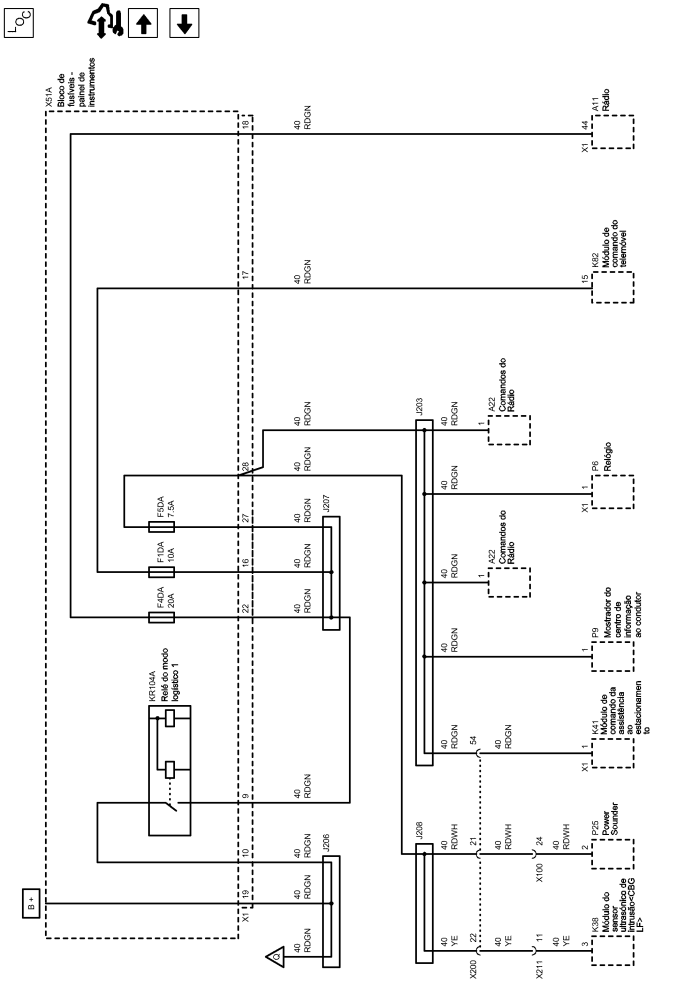 LOC
X51A
Bloco de
fusíveis -
painel de
instrumentos
18
40
RDGN
44
X1
A11
Rádio
17
40
RDGN
15
K82
Módulo de
comando do
telemóvel
28
40
RDGN
40
RDGN
J203
40
RDGN
1
A22
Comandos do
Rádio
40
RDGN
1
X1
P6
Relógio
F5DA
7.5A
27
40
RDGN
J207
F1DA
10A
16
40
RDGN
40
RDGN
1
A22
Comandos do
Rádio
F4DA
20A
22
40
RDGN
40
RDGN
1
P9
Mostrador do
centro de
informação
ao condutor
KR104A
Relé do modo
logístico 1
9
40
RDGN
40
RDGN
54
40
RDGN
1
X1
K41
Módulo de
comando da
assistência
ao
estacionamen
to
10
40
RDGN
J206
J208
40
RDWH
21
40
RDWH
24
X100
40
RDWH
2
P25
Power
Sounder
B +
19
X1
40
RDGN
Q
40
RDGN
40
YE
22
X200
40
YE
11
X211
40
YE
3
K38
Módulo do
sensor
ultrasónico de
intrusão<CBG
LF>